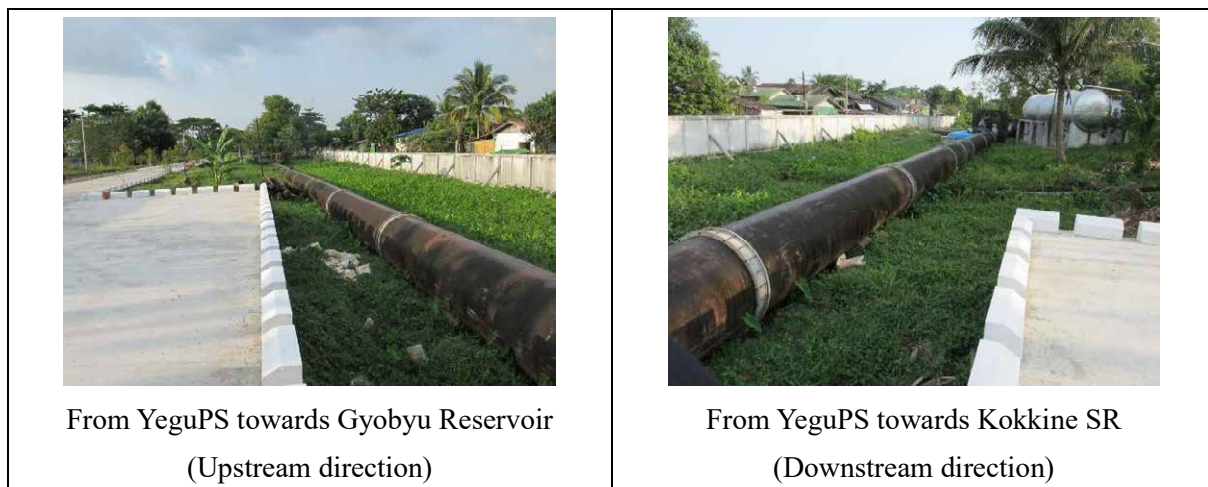 From YeguPS towards Gyobyu Reservoir
(Upstream direction)
From YeguPS towards Kokkine SR
(Downstream direction)